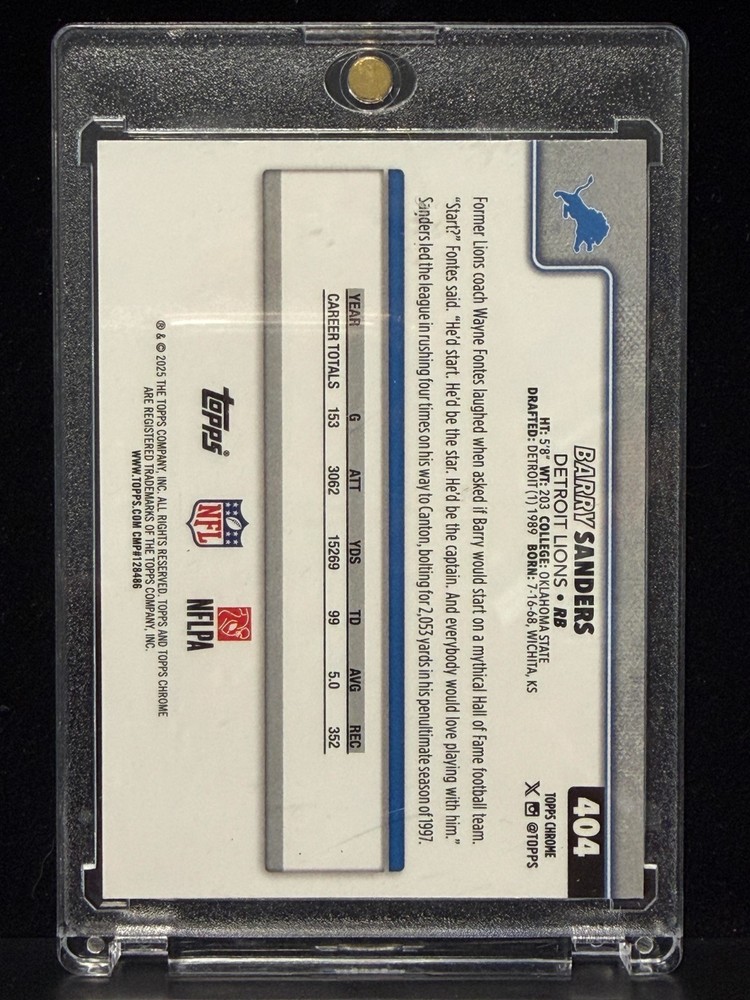 404
TOPPS CHROME
@TOPPS
BARRY SANDERS
DETROIT LIONS • RB
HT: 5'8" WT: 203 COLLEGE: OKLAHOMA STATE
DRAFTED: DETROIT (1) 1989 BORN: 7-16-68, WICHITA, KS
Former Lions coach Wayne Fontes laughed when asked if Barry would start on a mythical Hall of Fame football team.
"Start?" Fontes said. "He'd start. He'd be the star. He'd be the captain. And everybody would love playing with him."
Sanders led the league in rushing four times on his way to Canton, bolting for 2,053 yards in his penultimate season of 1997.
YEAR G ATT YDS TD AVG REC
CAREER TOTALS 153 3062 15269 99 5.0 352
topps® NFL NFLPA
® & © 2025 THE TOPPS COMPANY, INC. ALL RIGHTS RESERVED. TOPPS AND TOPPS CHROME
ARE REGISTERED TRADEMARKS OF THE TOPPS COMPANY, INC.
WWW.TOPPS.COM CMP#128486